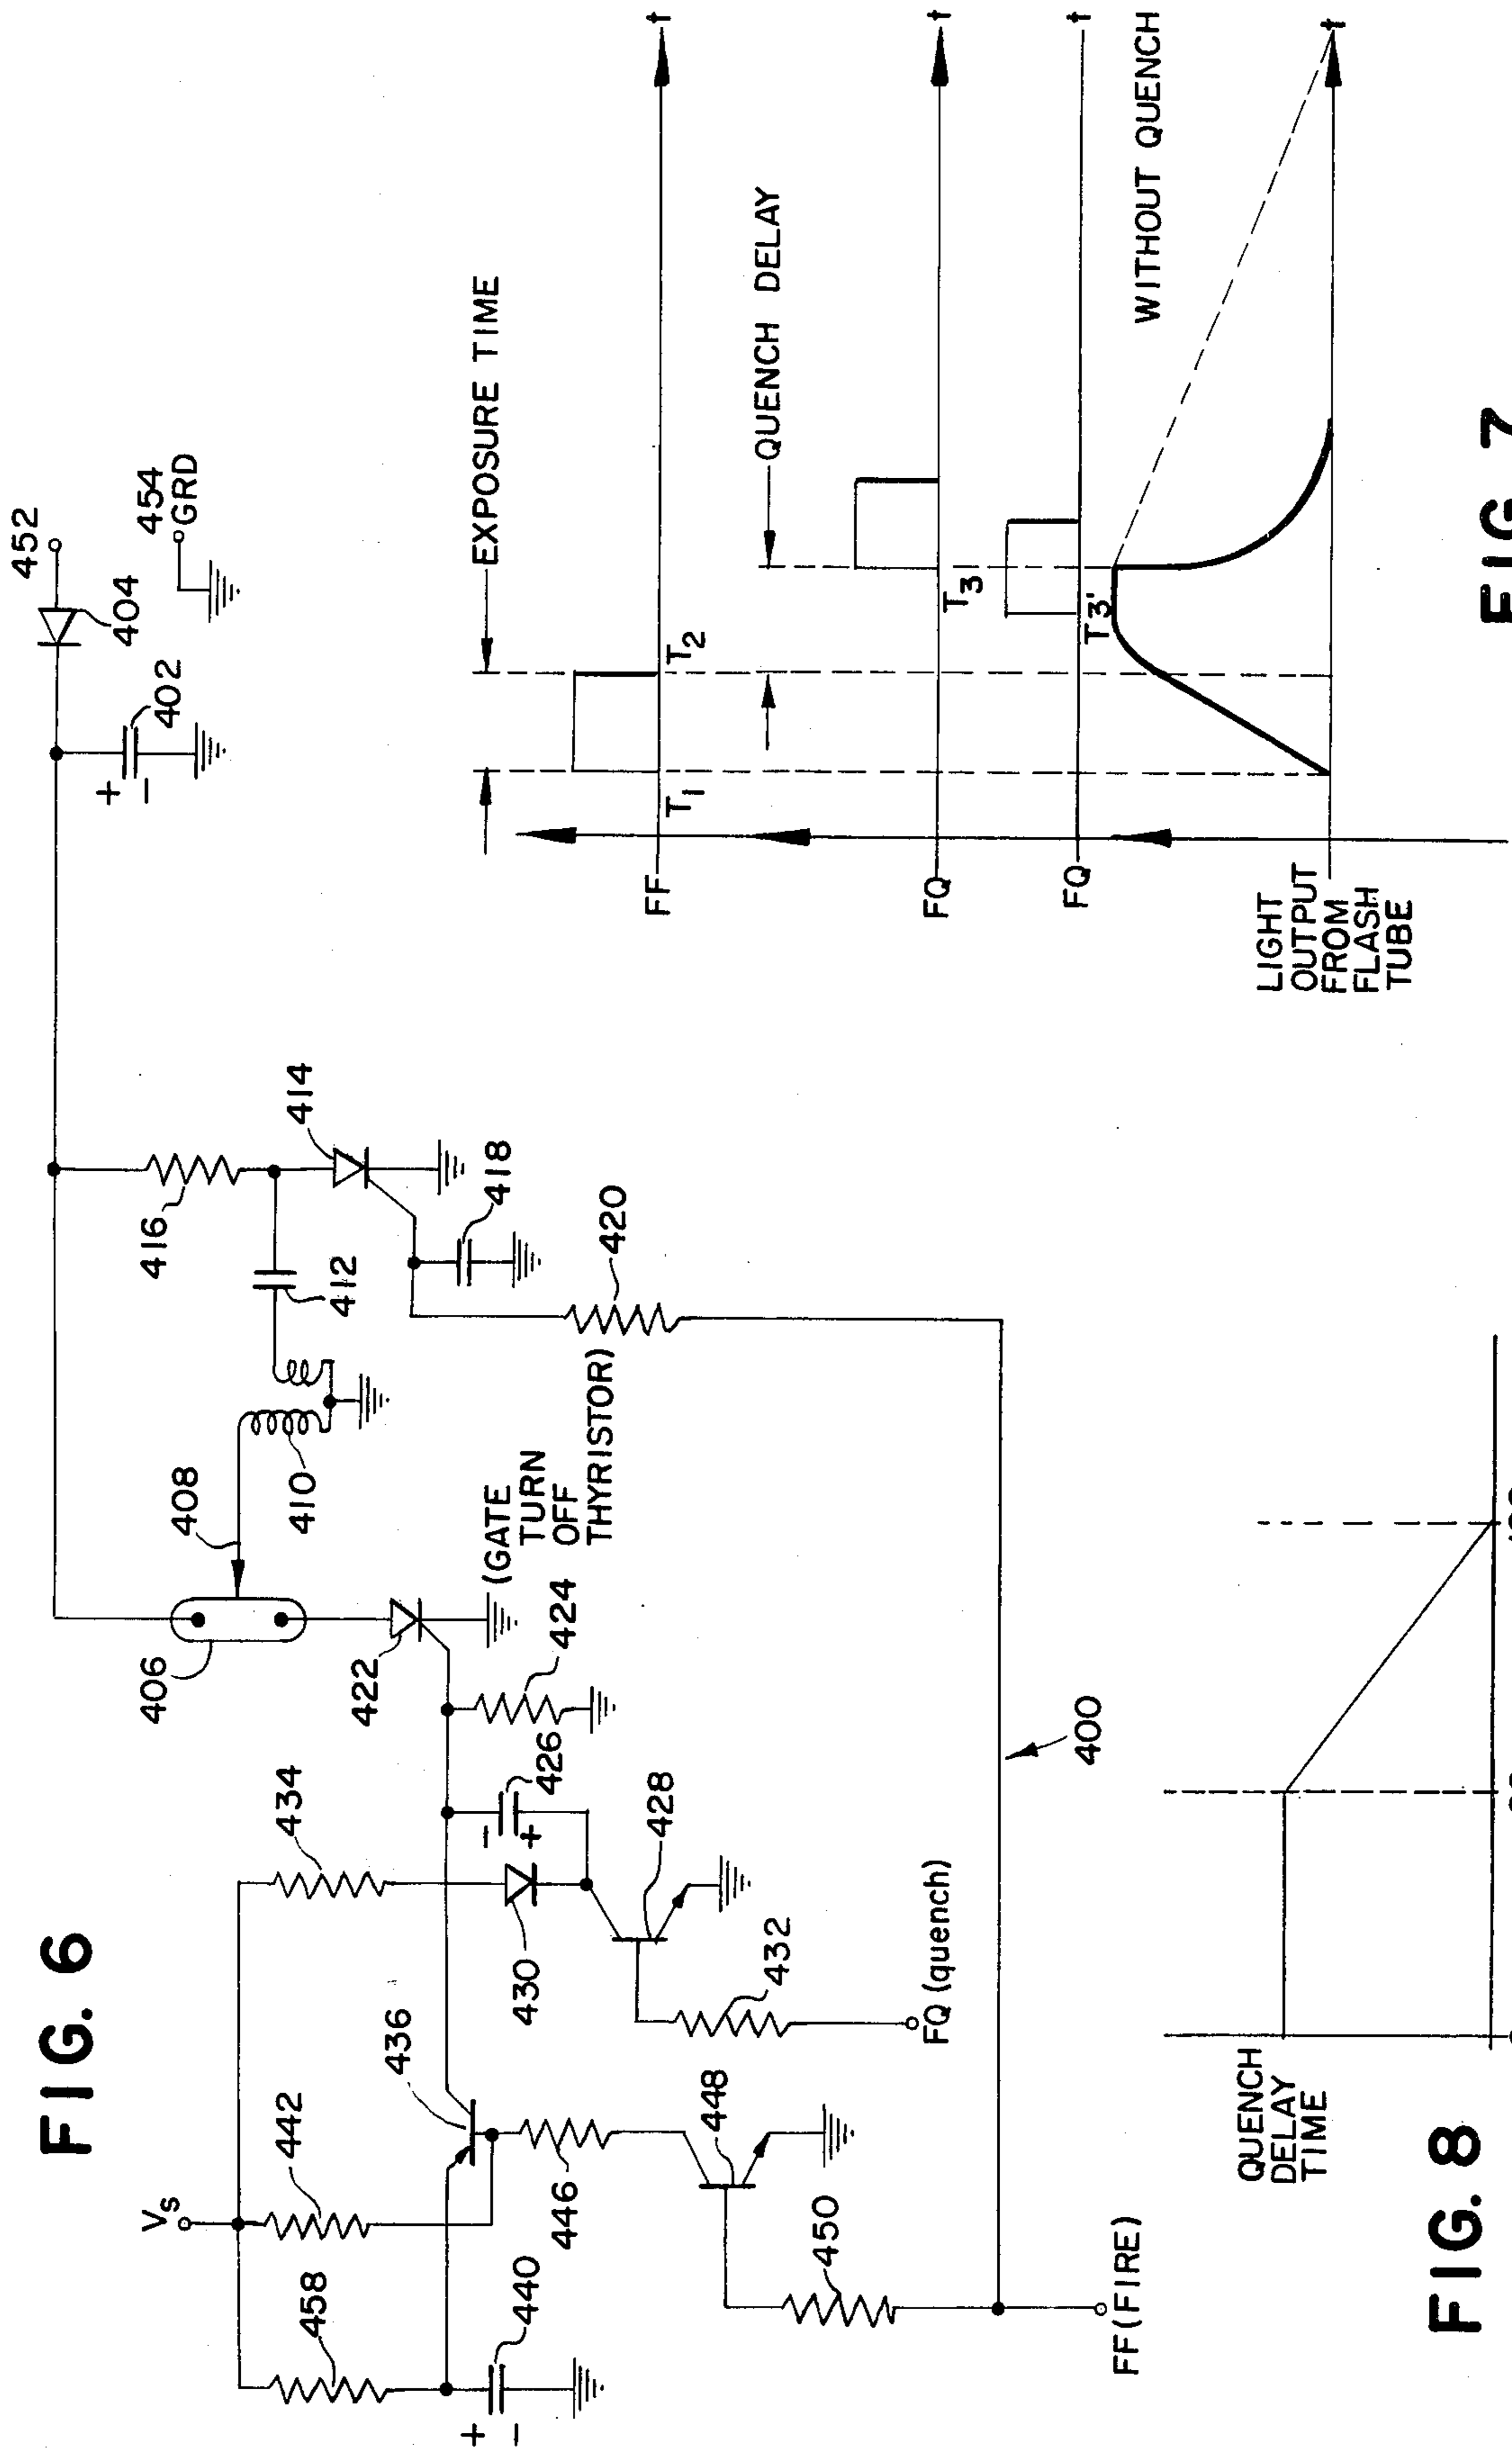 FIG. 6
452
404
454
GRD
402
+
−
416
414
412
418
420
408
410
(GATE
TURN
OFF
THYRISTOR)
406
422
424
426
−
+
434
430
428
432
FQ (quench)
436
442
Vs
458
440
+
−
446
448
450
FF (FIRE)
400
EXPOSURE TIME
FF
T1
T2
t
QUENCH DELAY
FQ
T3
t
FQ
T3'
t
WITHOUT QUENCH
LIGHT
OUTPUT
FROM
FLASH
TUBE
t
FIG. 8
QUENCH
DELAY
TIME